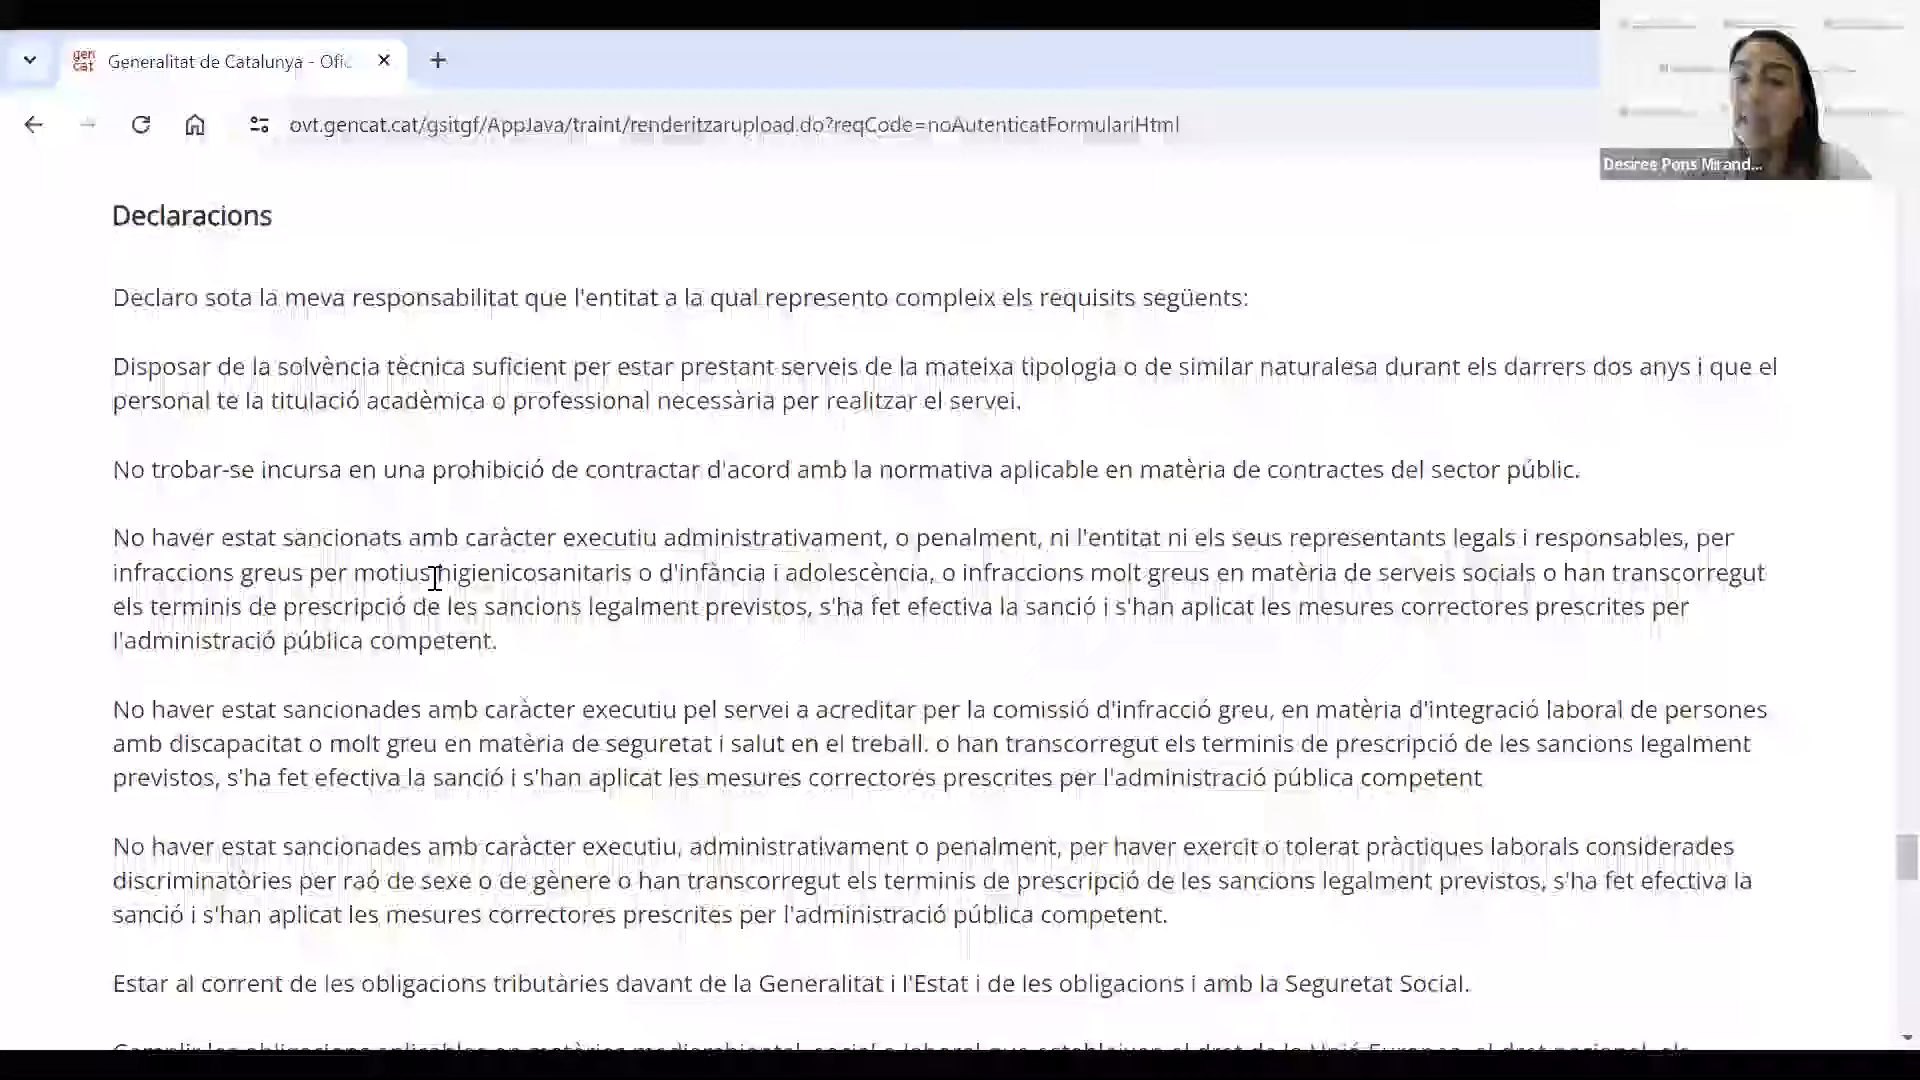 Generalitat de Catalunya - Ofic
gen
cat
ovt.gencat.cat/gsitgf/AppJava/traint/renderitzarupload.do?reqCode=noAutenticatFormulariHtml
Desiree Pons Mirand...
Declaracions
Declaro sota la meva responsabilitat que l'entitat a la qual represento compleix els requisits següents:
Disposar de la solvència tècnica suficient per estar prestant serveis de la mateixa tipologia o de similar naturalesa durant els darrers dos anys i que el
personal te la titulació acadèmica o professional necessària per realitzar el servei.
No trobar-se incursa en una prohibició de contractar d'acord amb la normativa aplicable en matèria de contractes del sector públic.
No haver estat sancionats amb caràcter executiu administrativament, o penalment, ni l'entitat ni els seus representants legals i responsables, per
infraccions greus per motius higienicosanitaris o d'infància i adolescència, o infraccions molt greus en matèria de serveis socials o han transcorregut
els terminis de prescripció de les sancions legalment previstos, s'ha fet efectiva la sanció i s'han aplicat les mesures correctores prescrites per
l'administració pública competent.
No haver estat sancionades amb caràcter executiu pel servei a acreditar per la comissió d'infracció greu, en matèria d'integració laboral de persones
amb discapacitat o molt greu en matèria de seguretat i salut en el treball. o han transcorregut els terminis de prescripció de les sancions legalment
previstos, s'ha fet efectiva la sanció i s'han aplicat les mesures correctores prescrites per l'administració pública competent
No haver estat sancionades amb caràcter executiu, administrativament o penalment, per haver exercit o tolerat pràctiques laborals considerades
discriminatòries per raó de sexe o de gènere o han transcorregut els terminis de prescripció de les sancions legalment previstos, s'ha fet efectiva la
sanció i s'han aplicat les mesures correctores prescrites per l'administració pública competent.
Estar al corrent de les obligacions tributàries davant de la Generalitat i l'Estat i de les obligacions i amb la Seguretat Social.